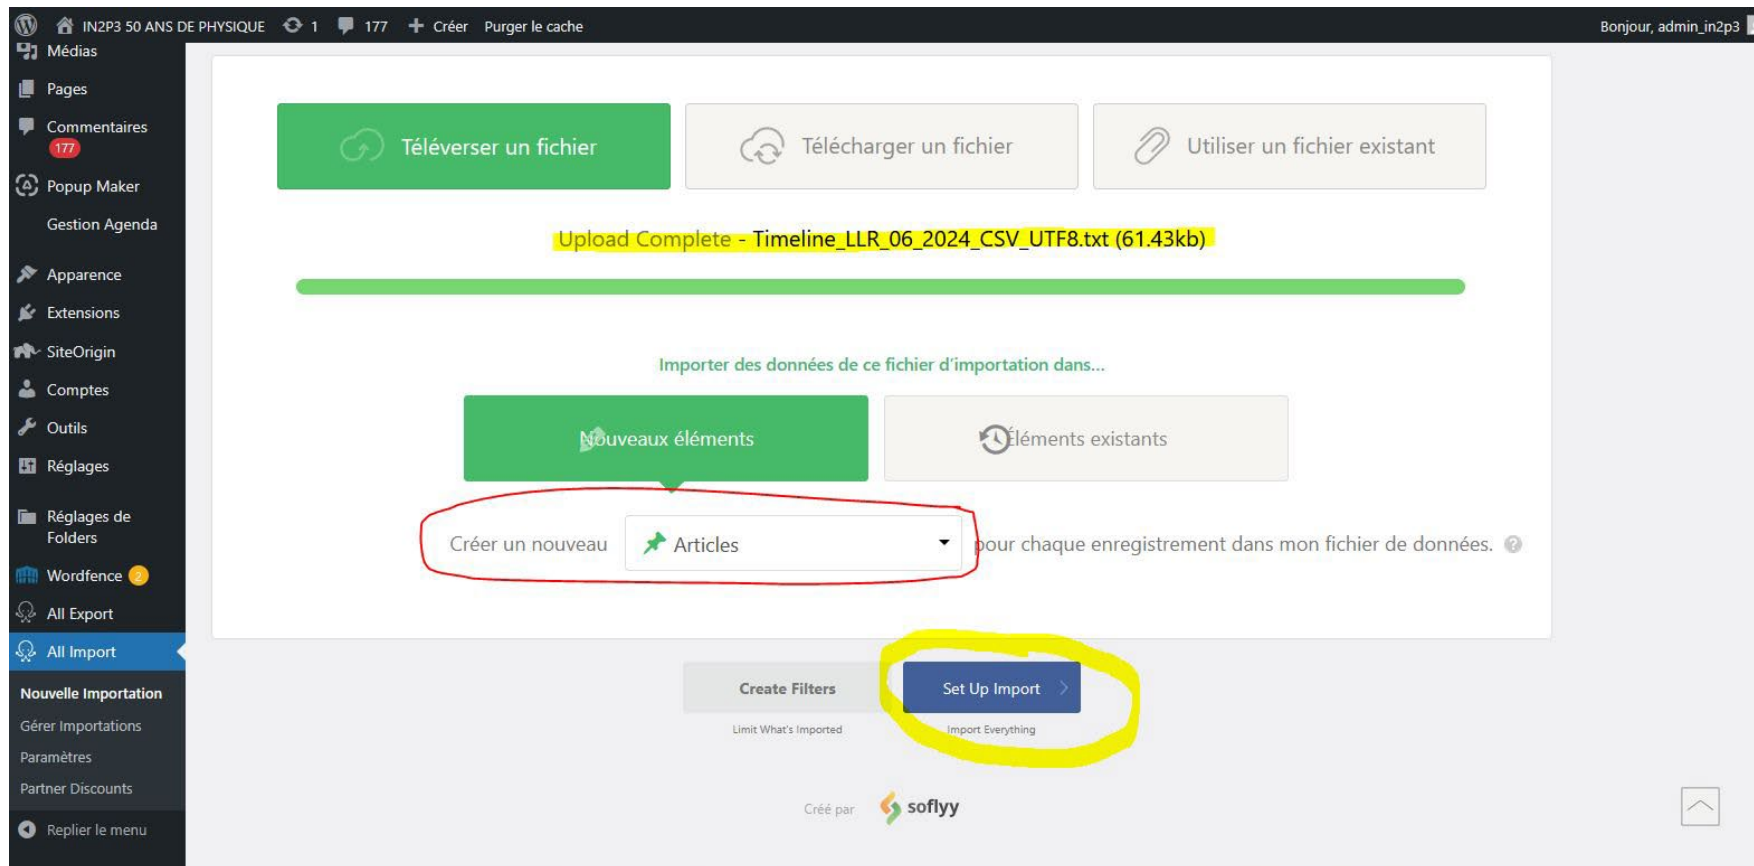 IN2P3 50 ANS DE PHYSIQUE 1 177 Créer Purger le cache Bonjour, admin_in2p3
Médias
Pages
Commentaires
177
Popup Maker
Gestion Agenda
Apparence
Extensions
SiteOrigin
Comptes
Outils
Réglages
Réglages de
Folders
Wordfence 2
All Export
All Import
Nouvelle Importation
Gérer Importations
Paramètres
Partner Discounts
Replier le menu
Téléverser un fichier
Télécharger un fichier
Utiliser un fichier existant
Upload Complete - Timeline_LLR_06_2024_CSV_UTF8.txt (61.43kb)
Importer des données de ce fichier d'importation dans...
Nouveaux éléments
Éléments existants
Créer un nouveau Articles pour chaque enregistrement dans mon fichier de données. ?
Create Filters
Limit What's Imported
Set Up Import
Import Everything
Créé par soflyy